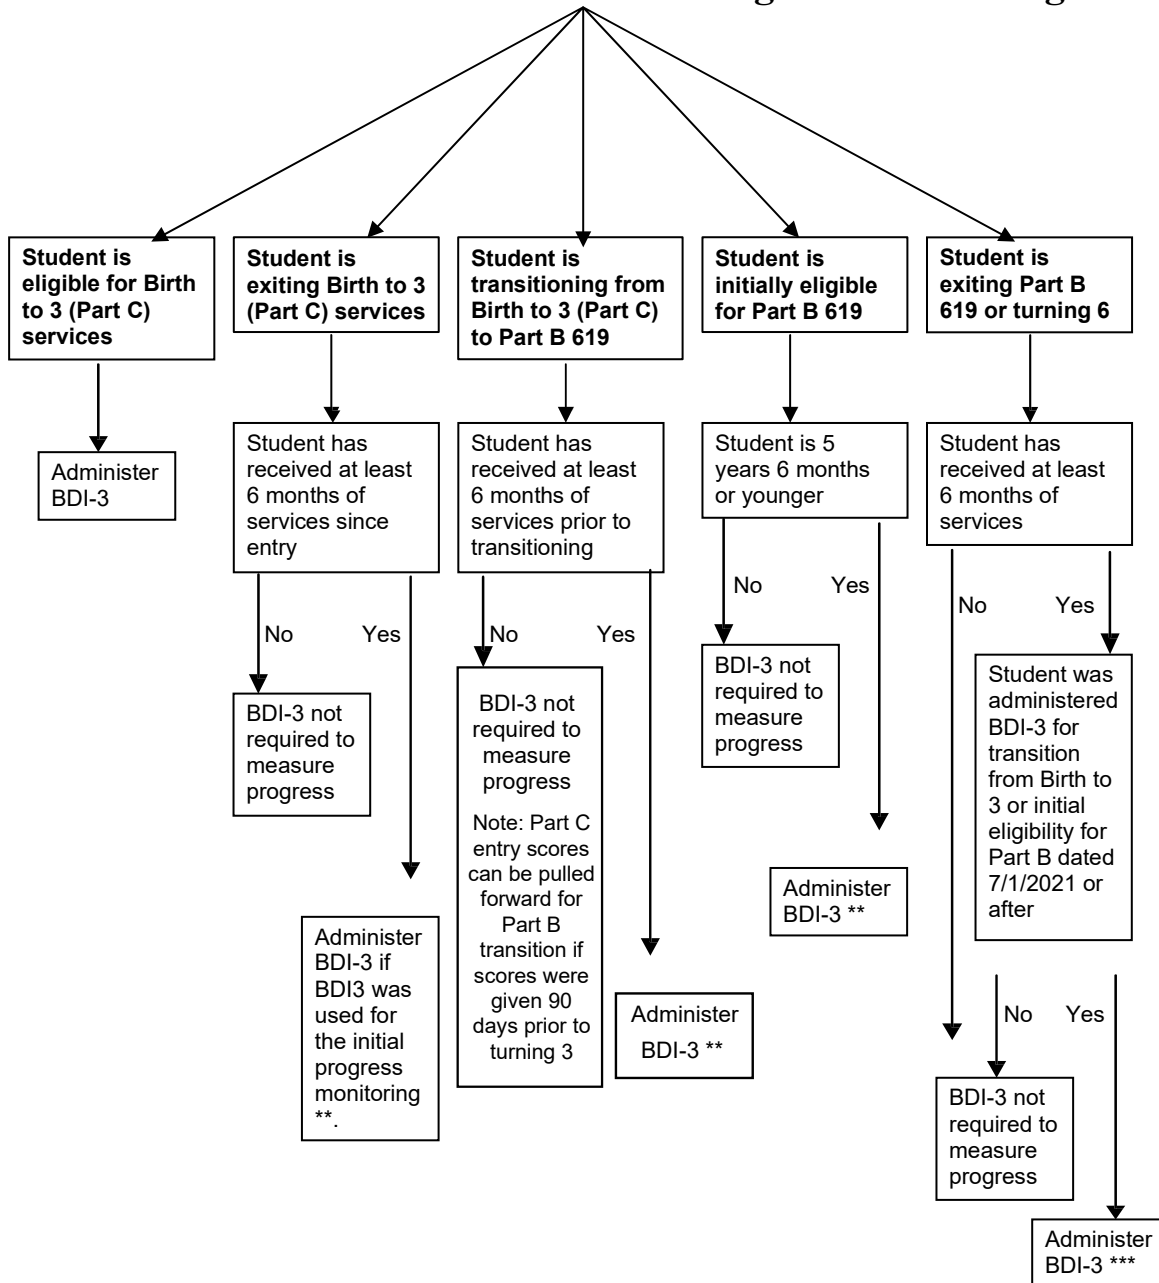 Student is
eligible for Birth
to 3 (Part C)
services
Student is
exiting Birth to 3
(Part C) services
Student is
transitioning from
Birth to 3 (Part C)
to Part B 619
Student is
initially eligible
for Part B 619
Student is
exiting Part B
619 or turning 6
Administer
BDI-3
Student has
received at least
6 months of
services since
entry
Student has
received at least
6 months of
services prior to
transitioning
Student is 5
years 6 months
or younger
Student has
received at least
6 months of
services
No
Yes
No
Yes
No
Yes
No
Yes
BDI-3 not
required to
measure
progress
Administer
BDI-3 if
BDI3 was
used for
the initial
progress
monitoring
**.
BDI-3 not
required to
measure
progress
Note: Part C
entry scores
can be pulled
forward for
Part B
transition if
scores were
given 90
days prior to
turning 3
Administer
BDI-3 **
BDI-3 not
required to
measure
progress
Administer
BDI-3 **
Student was
administered
BDI-3 for
transition
from Birth to
3 or initial
eligibility for
Part B dated
7/1/2021 or
after
No
Yes
BDI-3 not
required to
measure
progress
Administer
BDI-3 ***